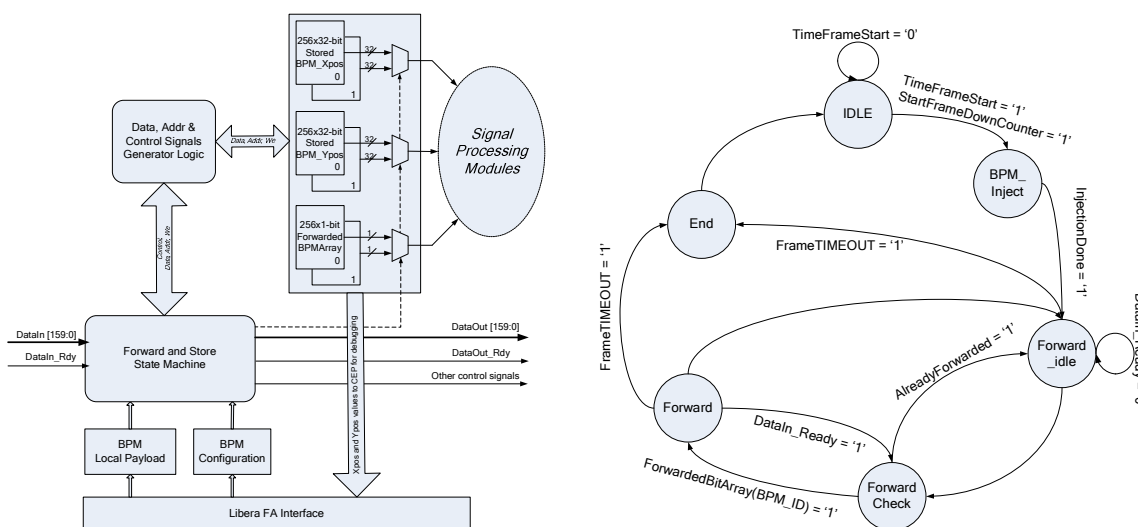 256x32-bit
Stored
BPM_Xpos
0
1
32
32
256x32-bit
Stored
BPM_Ypos
0
1
32
32
256x1-bit
Forwarded
BPMArray
0
1
1
1
Signal
Processing
Modules
Data, Addr &
Control Signals
Generator Logic
Data, Addr, We
Control,
Data, Addr, We
DataIn [159:0]
DataIn_Rdy
Forward and Store
State Machine
DataOut [159:0]
DataOut_Rdy
Other control signals
Xpos and Ypos values to CEP for debugging
BPM
Local Payload
BPM
Configuration
Libera FA Interface
TimeFrameStart = ‘0’
IDLE
TimeFrameStart = ‘1’
StartFrameDownCounter = ‘1’
BPM_
Inject
InjectionDone = ‘1’
End
FrameTIMEOUT = ‘1’
FrameTIMEOUT = ‘1’
Forward
_idle
AlreadyForwarded = ‘1’
Forward
DataIn_Ready = ‘1’
ForwardedBitArray(BPM_ID) = ‘1’
Forward
Check